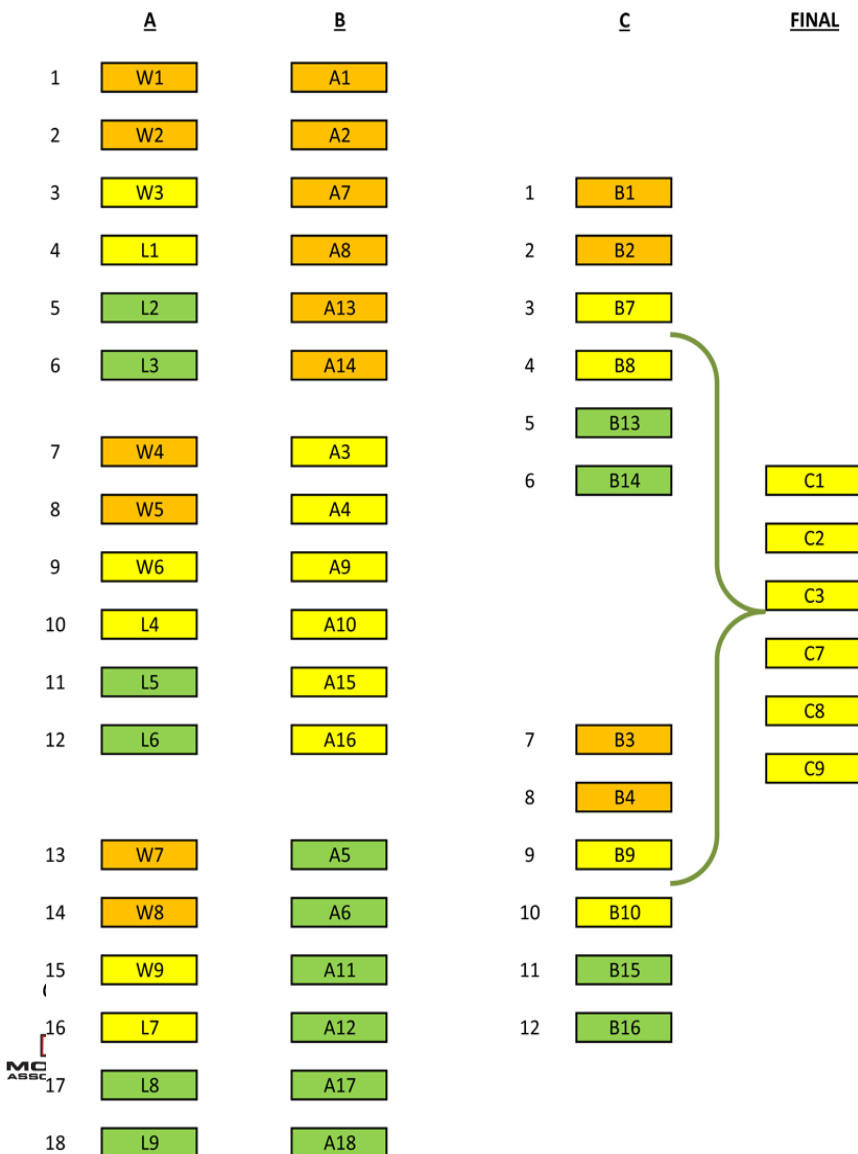 A B C FINAL
1 W1 A1
2 W2 A2
3 W3 A7 1 B1
4 L1 A8 2 B2
5 L2 A13 3 B7
6 L3 A14 4 B8
5 B13
7 W4 A3
6 B14 C1
8 W5 A4
C2
9 W6 A9
C3
10 L4 A10
C7
11 L5 A15
C8
12 L6 A16 7 B3
C9
8 B4
13 W7 A5 9 B9
14 W8 A6 10 B10
15 W9 A11 11 B15
16 L7 A12 12 B16
17 L8 A17
18 L9 A18